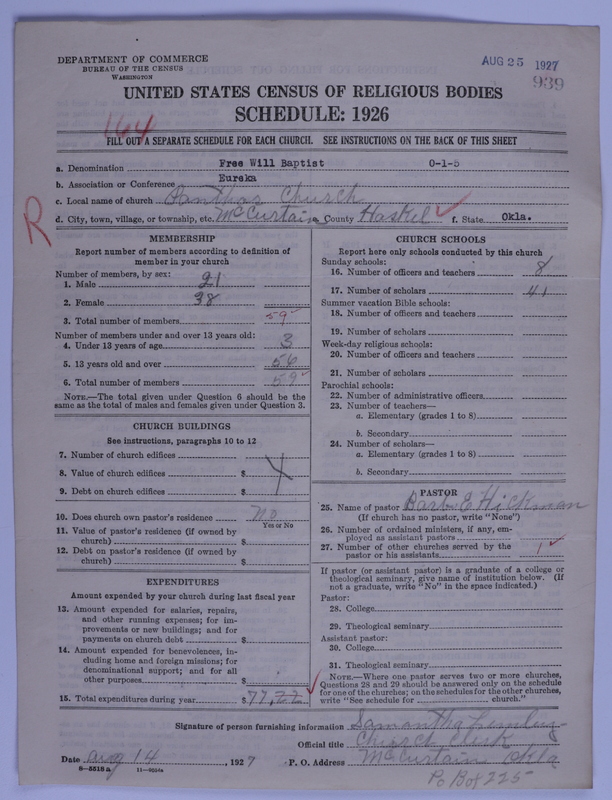 DEPARTMENT OF COMMERCE
BUREAU OF THE CENSUS
WASHINGTON
AUG 25 1927
939
UNITED STATES CENSUS OF RELIGIOUS BODIES
SCHEDULE: 1926
164
FILL OUT A SEPARATE SCHEDULE FOR EACH CHURCH. SEE INSTRUCTIONS ON THE BACK OF THIS SHEET
a. Denomination Free Will Baptist 0-1-5
b. Association or Conference Eureka
c. Local name of church Church
d. City, town, village, or township, etc. McCurtain e. County Haskel f. State Okla.
R
MEMBERSHIP
Report number of members according to definition of
member in your church
Number of members, by sex:
1. Male 21
2. Female 38
3. Total number of members 59
Number of members under and over 13 years old:
4. Under 13 years of age 3
5. 13 years old and over 56
6. Total number of members 59
NOTE.—The total given under Question 6 should be
same as the total of males and females given under Question 3.
CHURCH BUILDINGS
See instructions, paragraphs 10 to 12
7. Number of church edifices
8. Value of church edifices $
9. Debt on church edifices $
10. Does church own pastor's residence No
Yes or No
11. Value of pastor's residence (if owned by
church) $
12. Debt on pastor's residence (if owned by
church) $
EXPENDITURES
Amount expended by your church during last fiscal year
13. Amount expended for salaries, repairs,
and other running expenses; for im-
provements or new buildings; and for
payments on church debt $
14. Amount expended for benevolences, in-
cluding home and foreign missions; for
denominational support; and for all
other purposes $
15. Total expenditures during year $77.22
CHURCH SCHOOLS
Report here only schools conducted by this church
Sunday schools:
16. Number of officers and teachers 8
17. Number of scholars 41
Summer vacation Bible schools:
18. Number of officers and teachers
19. Number of scholars
Week-day religious schools:
20. Number of officers and teachers
21. Number of scholars
Parochial schools:
22. Number of administrative officers
23. Number of teachers—
a. Elementary (grades 1 to 8)
b. Secondary
24. Number of scholars—
a. Elementary (grades 1 to 8)
b. Secondary
PASTOR
25. Name of pastor E Hickman
(If church has no pastor, write "None")
26. Number of ordained ministers, if any, em-
ployed as assistant pastors
27. Number of other churches served by the
pastor or his assistants 1
If pastor (or assistant pastor) is a graduate of a college or
theological seminary, give name of institution below. (If
not a graduate, write "No" in the space indicated.)
Pastor:
28. College
29. Theological seminary
Assistant pastor:
30. College
31. Theological seminary
NOTE.—Where one pastor serves two or more churches,
Questions 28 and 29 should be answered only on the schedule
for one of the churches; on the schedules for the other churches,
write "See schedule for church."
Signature of person furnishing information Samantha
Official title Church Clerk
Date Aug 14, 1927 P. O. Address McCurtain Okla
8-5518a 11-9024a
Po Box 225